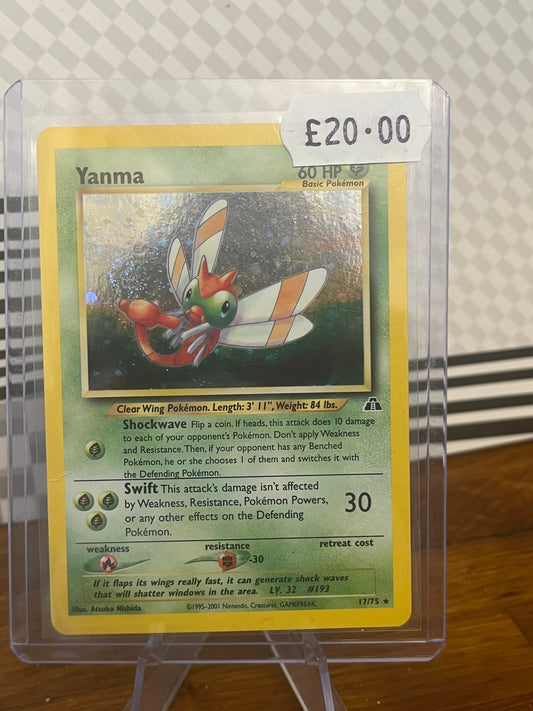 £20.00
Yanma
60 HP
Basic Pokémon
Clear Wing Pokémon. Length: 3' 11", Weight: 84 lbs.
Shockwave Flip a coin. If heads, this attack does 10 damage
to each of your opponent's Pokémon. Don't apply Weakness
and Resistance. Then, if your opponent has any Benched
Pokémon, he or she chooses 1 of them and switches it with
the Defending Pokémon.
Swift This attack's damage isn't affected
by Weakness, Resistance, Pokémon Powers,
or any other effects on the Defending
Pokémon.
30
weakness
resistance
retreat cost
-30
If it flaps its wings really fast, it can generate shock waves
that will shatter windows in the area. LV. 32 #193
Illus. Atsuko Nishida
©1995-2001 Nintendo, Creatures, GAMEFREAK.
17/75 ★